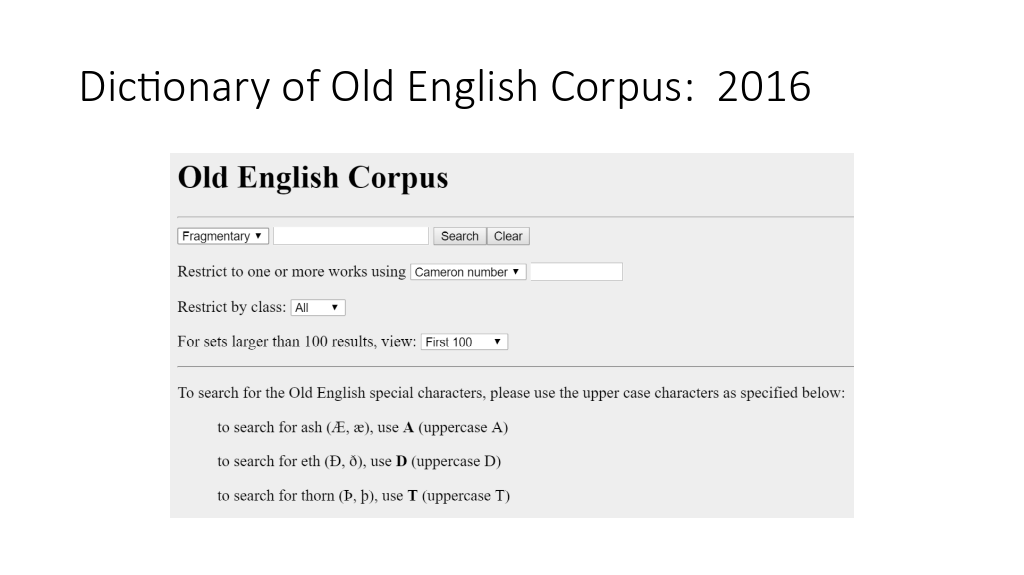 Dictionary of Old English Corpus: 2016
Old English Corpus
Fragmentary ▼ Search Clear
Restrict to one or more works using Cameron number ▼
Restrict by class: All ▼
For sets larger than 100 results, view: First 100 ▼
To search for the Old English special characters, please use the upper case characters as specified below:
to search for ash (Æ, æ), use A (uppercase A)
to search for eth (Ð, ð), use D (uppercase D)
to search for thorn (Þ, þ), use T (uppercase T)